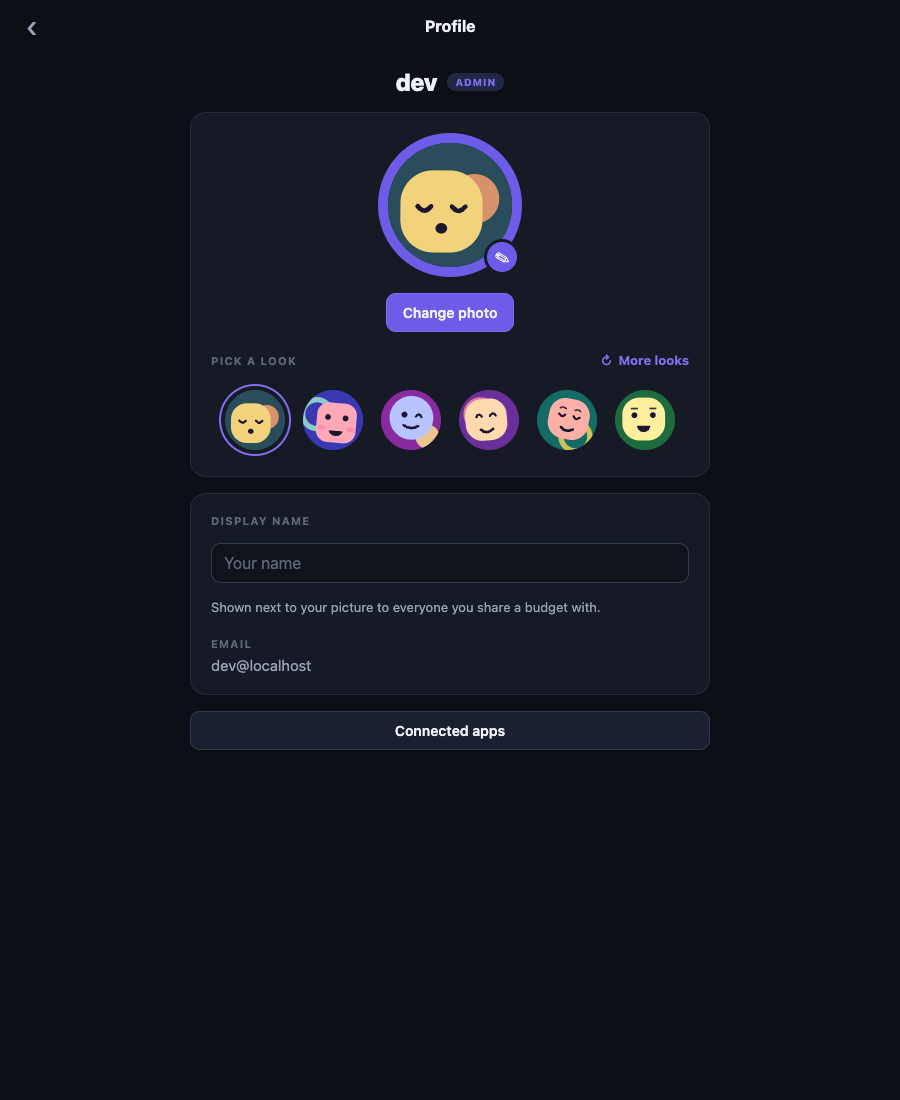 Profile
dev ADMIN
Change photo
PICK A LOOK
More looks
DISPLAY NAME
Your name
Shown next to your picture to everyone you share a budget with.
EMAIL
dev@localhost
Connected apps